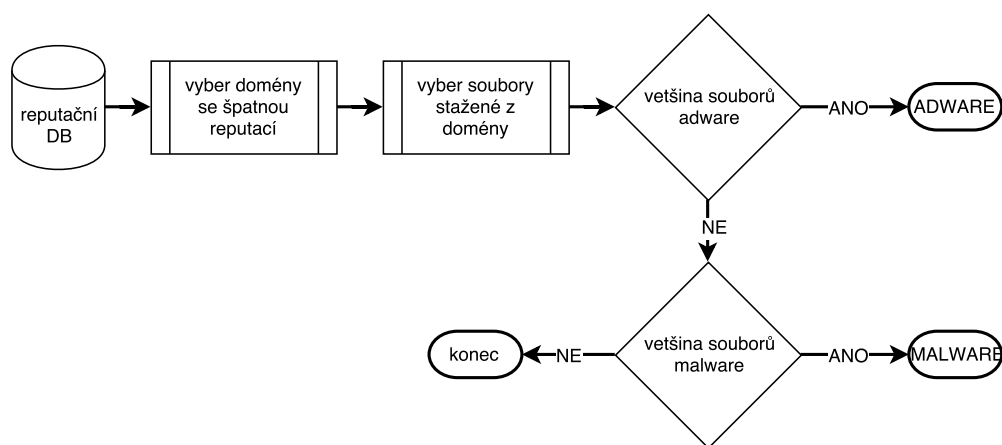 reputační
DB
vyber domény
se špatnou
reputací
vyber soubory
stažené z
domény
vetšina souborů
adware
ANO
ADWARE
NE
vetšina souborů
malware
ANO
MALWARE
NE
konec